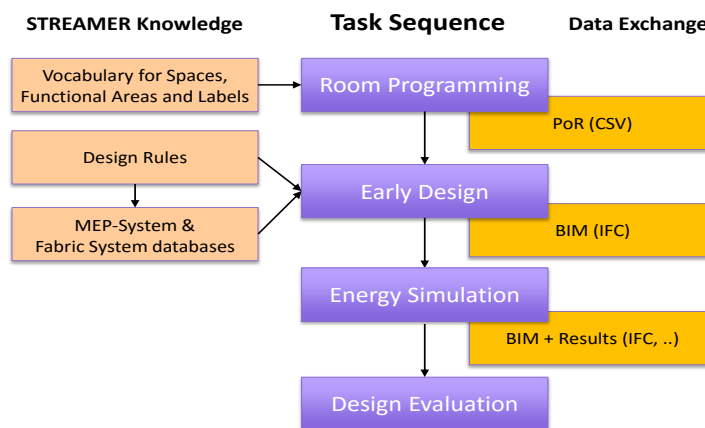 STREAMER Knowledge
Task Sequence
Data Exchange
Vocabulary for Spaces,
Functional Areas and Labels
Room Programming
PoR (CSV)
Design Rules
Early Design
MEP-System &
Fabric System databases
BIM (IFC)
Energy Simulation
BIM + Results (IFC, ..)
Design Evaluation